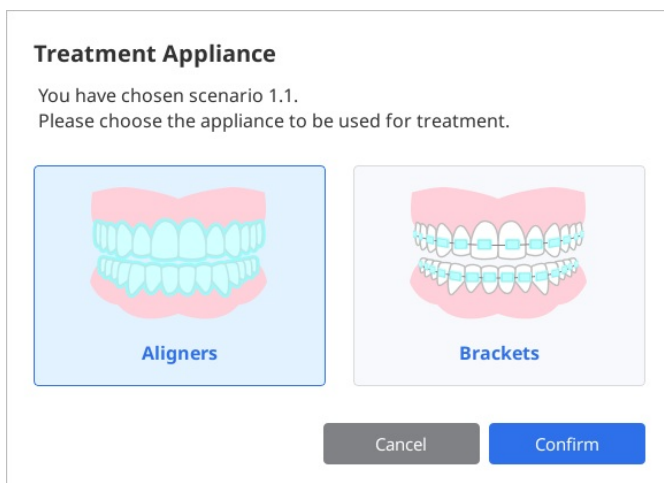 Treatment Appliance
You have chosen scenario 1.1.
Please choose the appliance to be used for treatment.
Aligners
Brackets
Cancel
Confirm